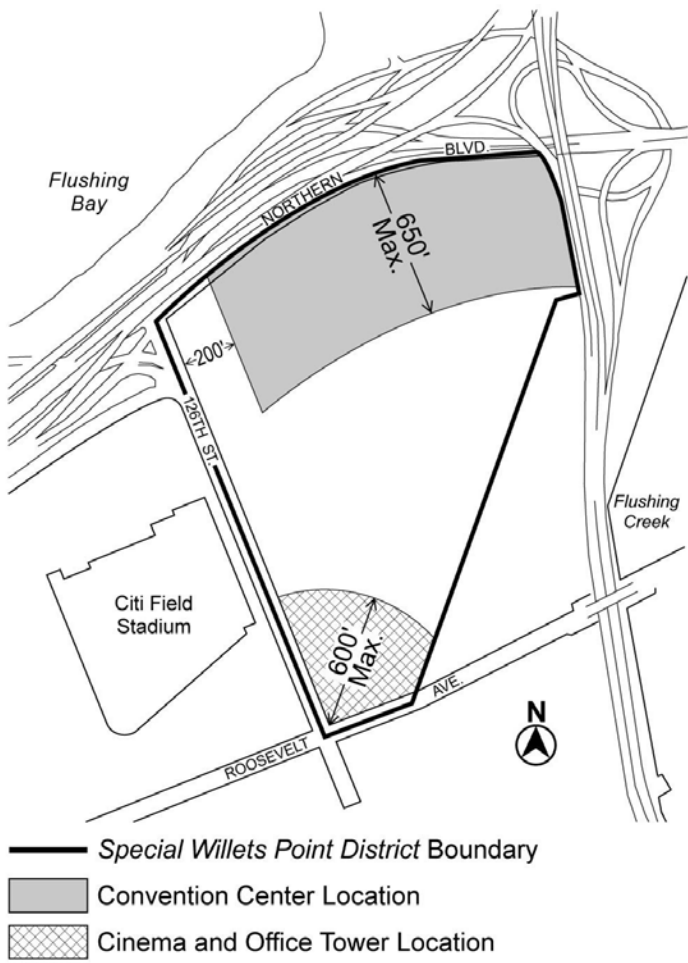 Flushing
Bay
NORTHERN
BLVD.
650'
Max.
200'
126TH ST.
Flushing
Creek
Citi Field
Stadium
600'
Max.
ROOSEVELT
AVE.
N
Special Willets Point District Boundary
Convention Center Location
Cinema and Office Tower Location